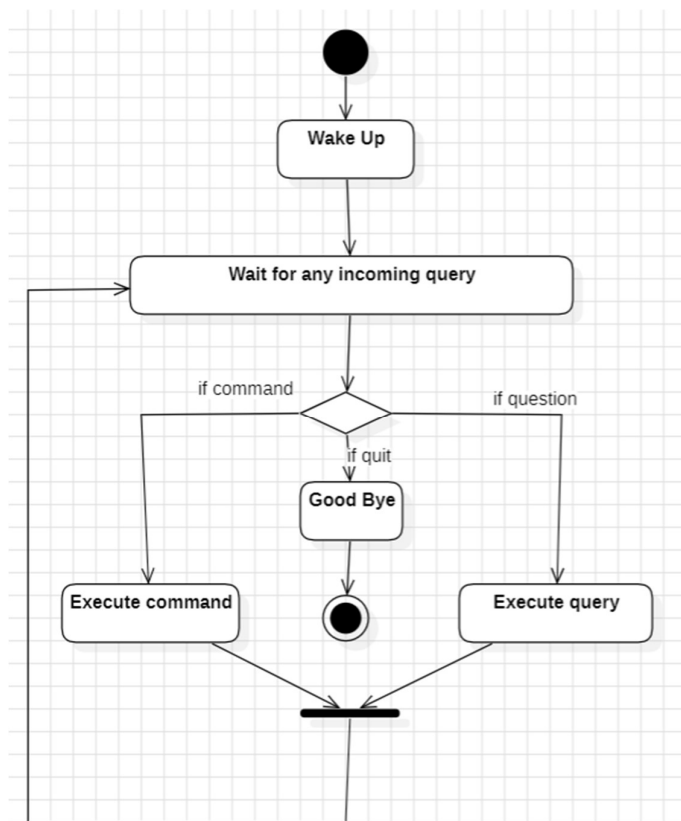 Wake Up
Wait for any incoming query
if command
if question
if quit
Good Bye
Execute command
Execute query